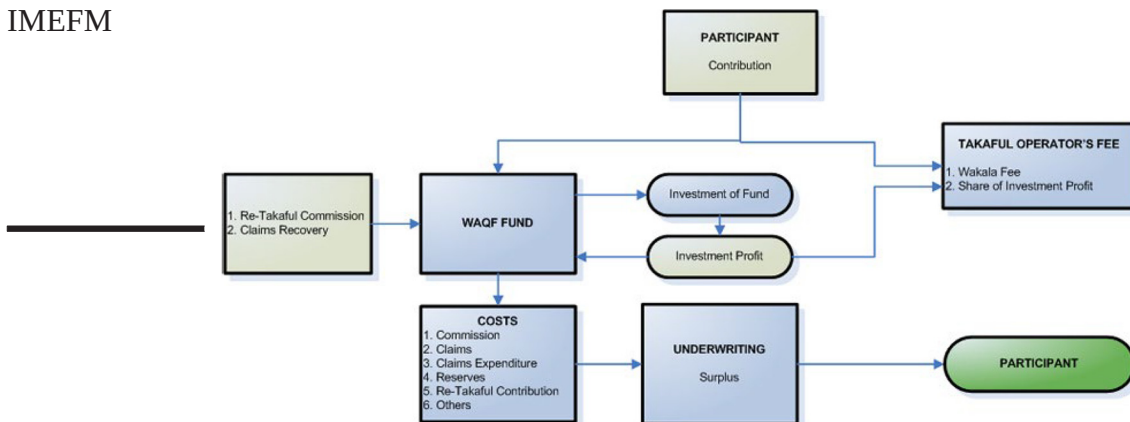 IMEFM
PARTICIPANT
Contribution
TAKAFUL OPERATOR'S FEE
1. Wakala Fee
2. Share of Investment Profit
1. Re-Takaful Commission
2. Claims Recovery
WAQF FUND
Investment of Fund
Investment Profit
COSTS
1. Commission
2. Claims
3. Claims Expenditure
4. Reserves
5. Re-Takaful Contribution
6. Others
UNDERWRITING
Surplus
PARTICIPANT